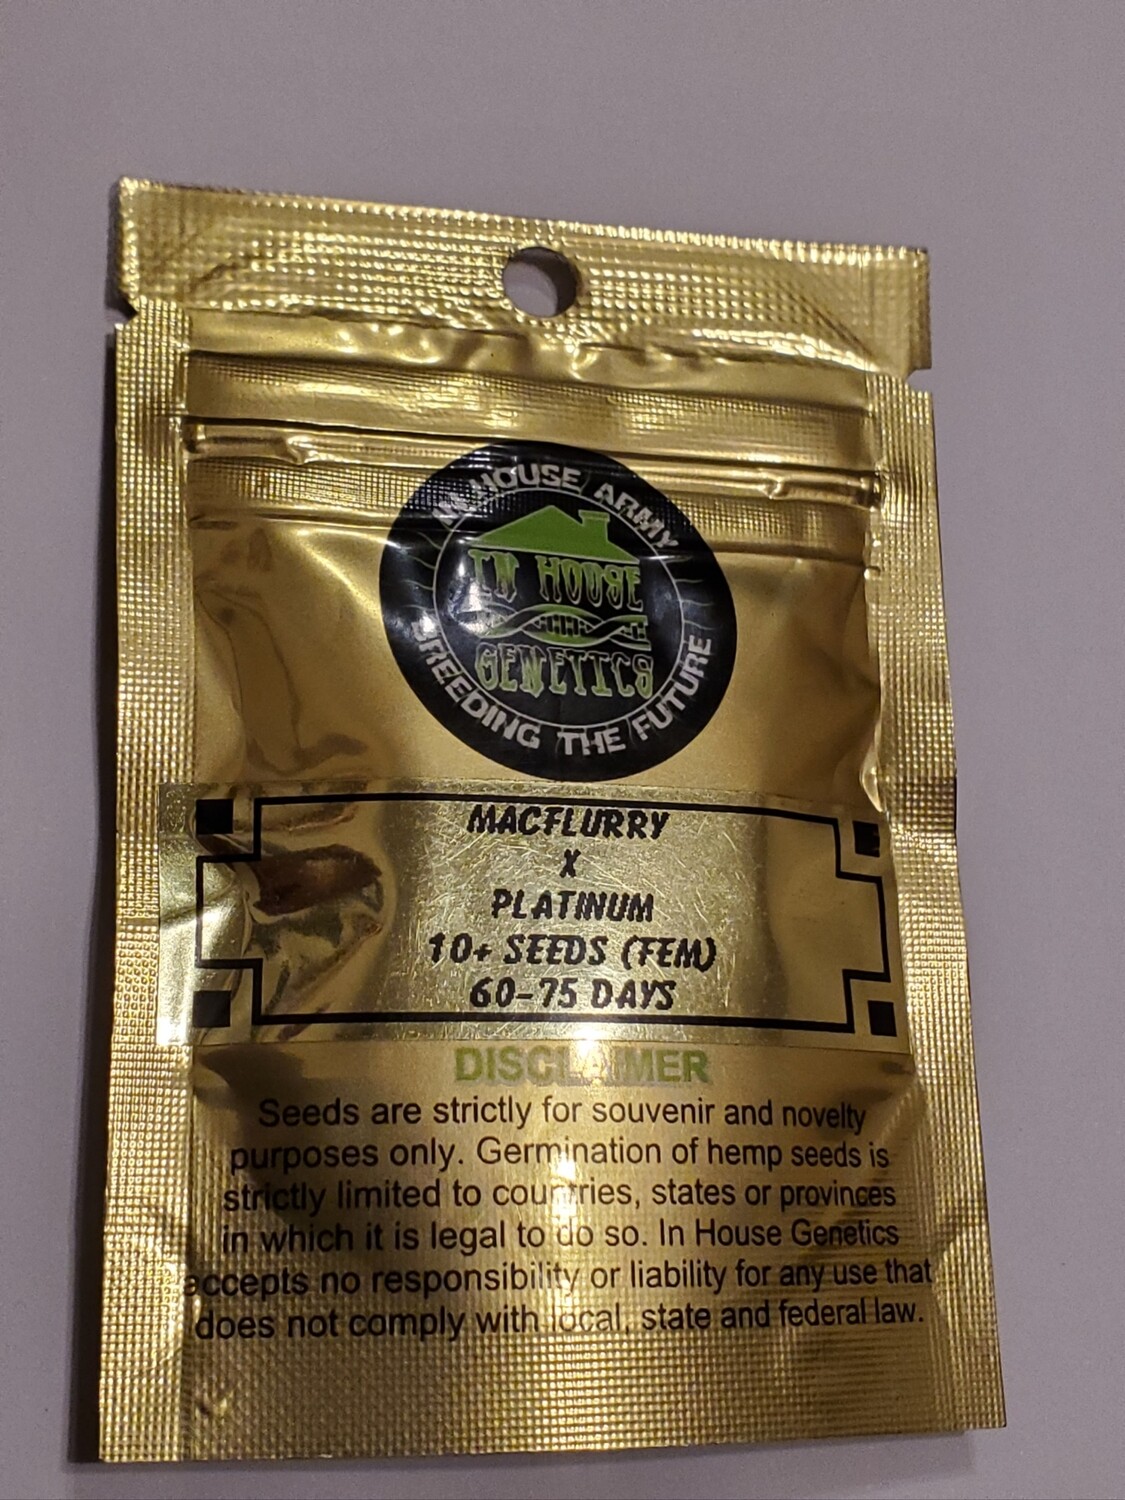 IN HOUSE ARMY
IN HOUSE
GENETICS
BREEDING THE FUTURE
MACFLURRY
X
PLATINUM
10+ SEEDS (FEM)
60-75 DAYS
DISCLAIMER
Seeds are strictly for souvenir and novelty
purposes only. Germination of hemp seeds is
strictly limited to countries, states or provinces
in which it is legal to do so. In House Genetics
accepts no responsibility or liability for any use that
does not comply with local, state and federal law.